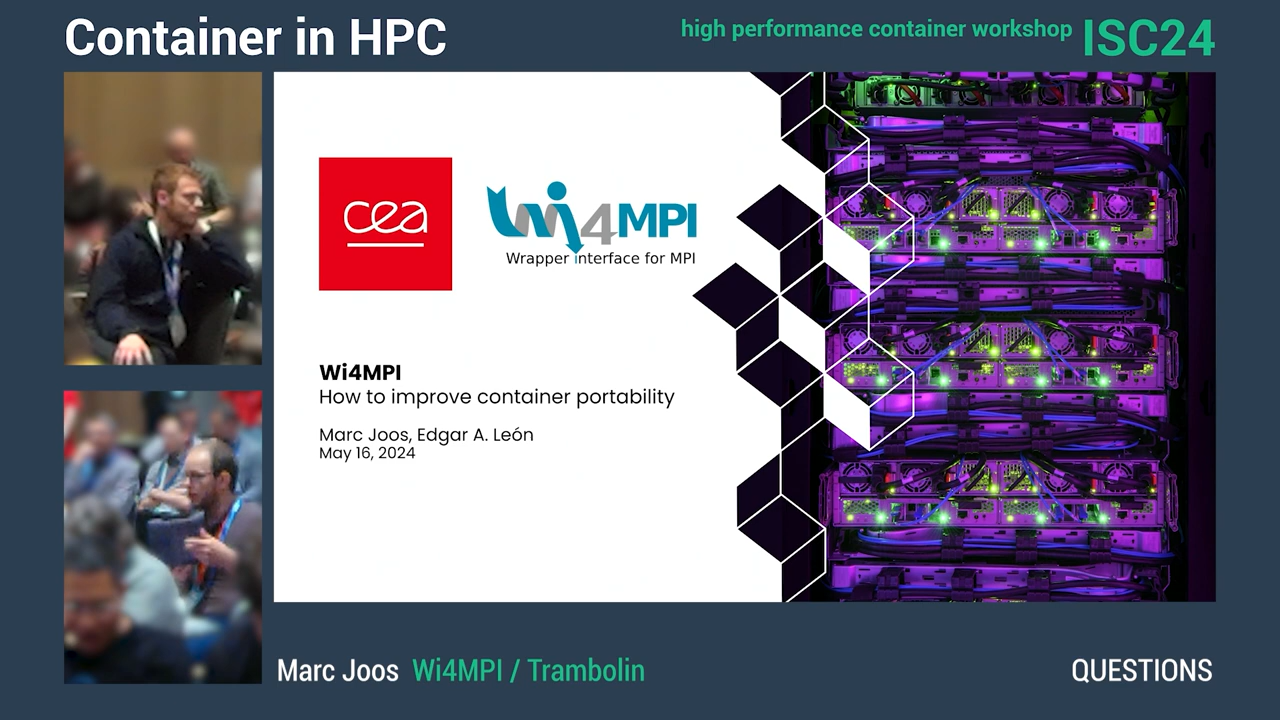 Container in HPC
high performance container workshop ISC24
cea
Wi4MPI
Wrapper interface for MPI
Wi4MPI
How to improve container portability
Marc Joos, Edgar A. León
May 16, 2024
Marc Joos Wi4MPI / Trambolin
QUESTIONS